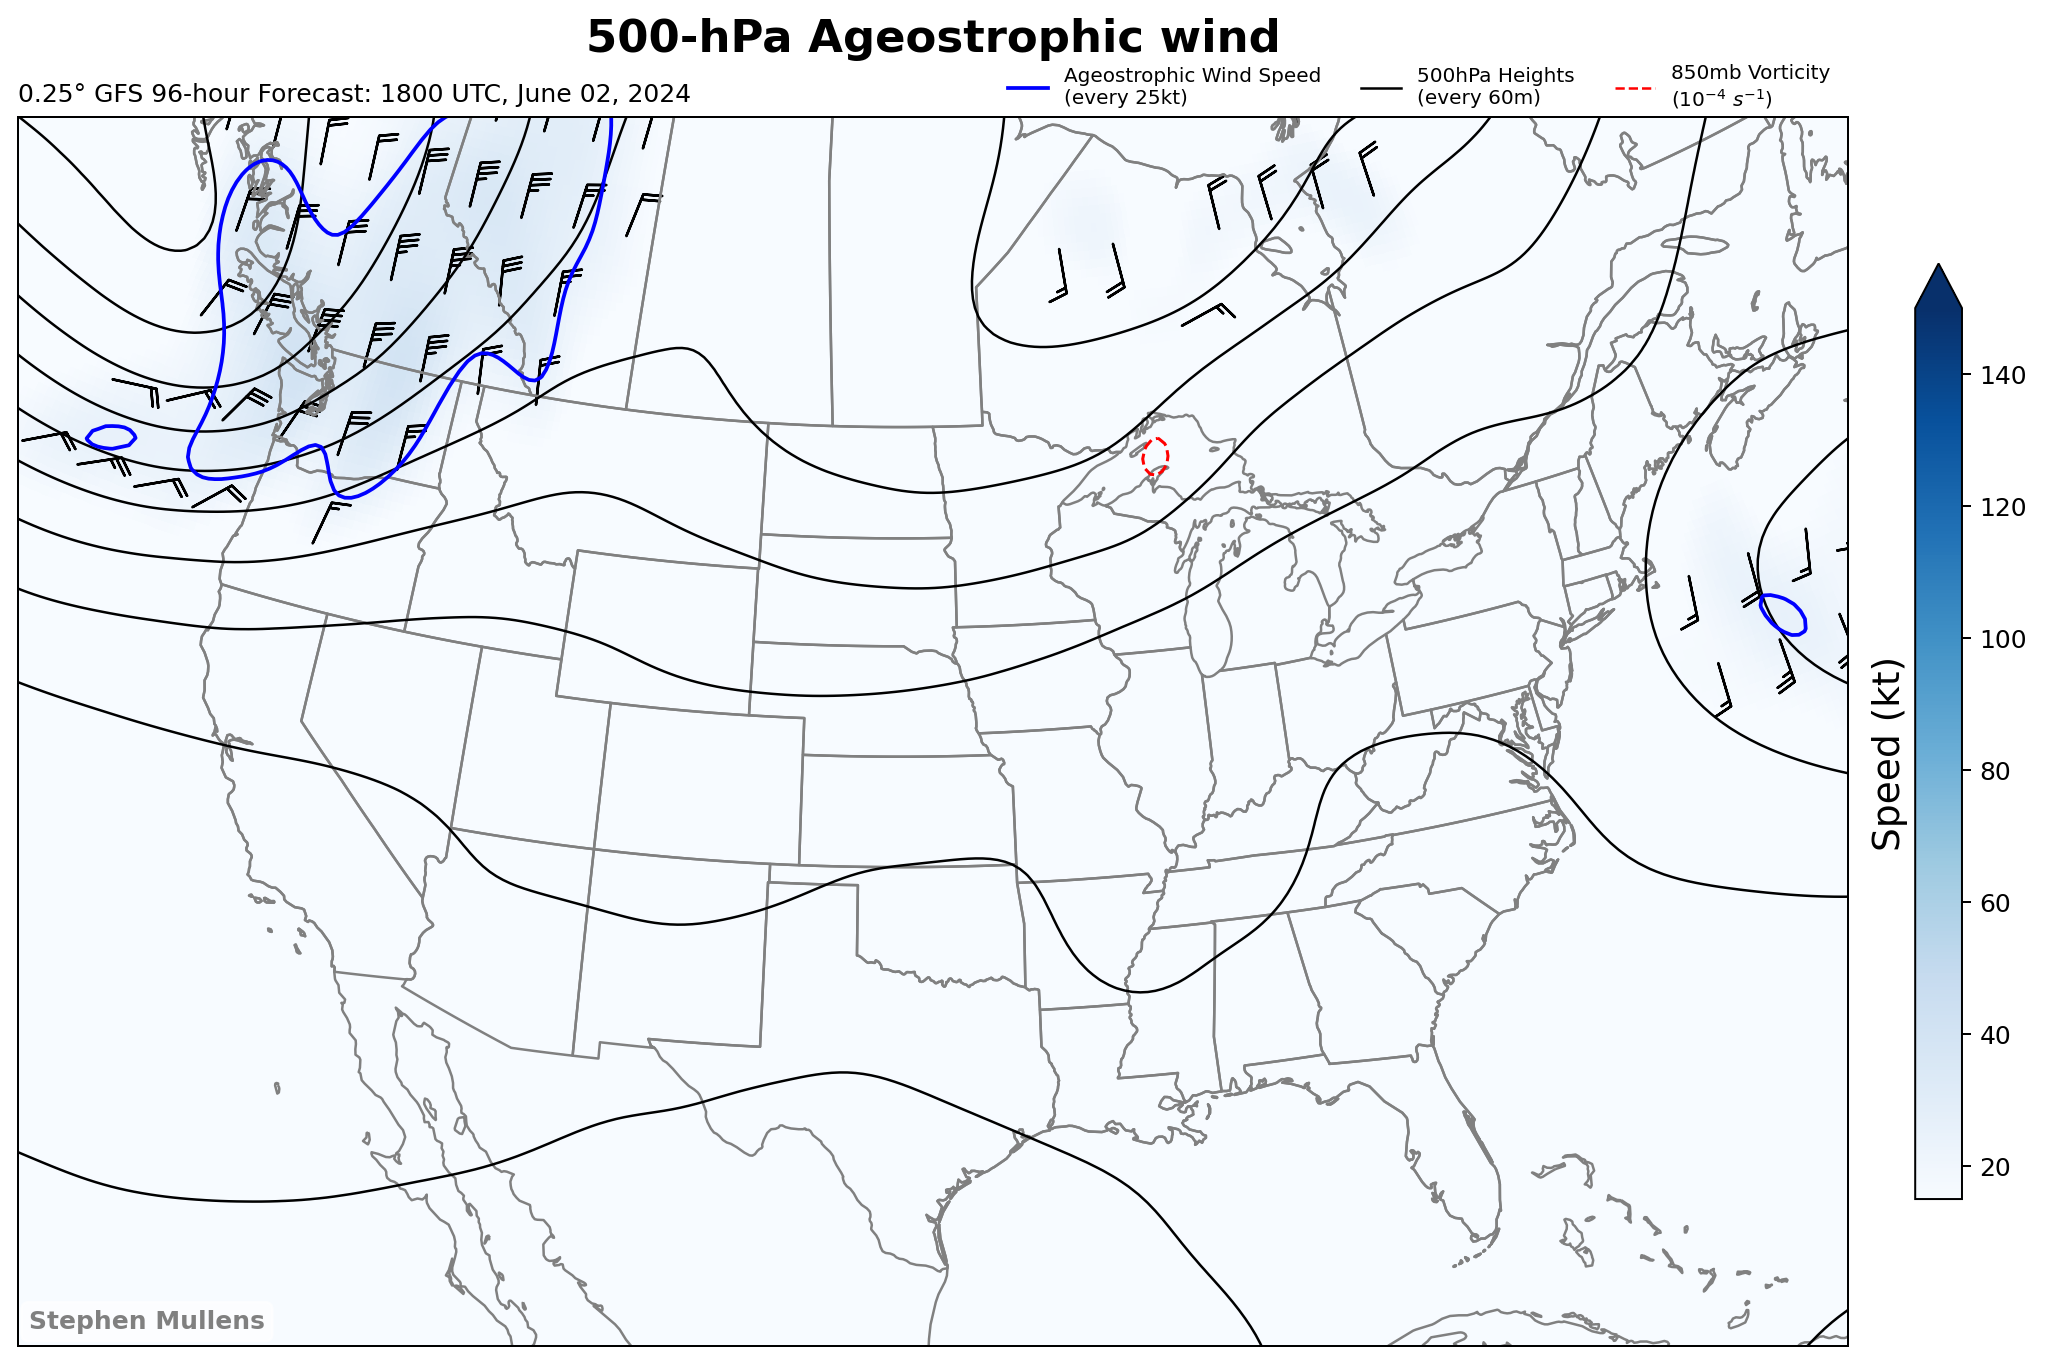 500-hPa Ageostrophic wind
0.25° GFS 96-hour Forecast: 1800 UTC, June 02, 2024
Ageostrophic Wind Speed
(every 25kt)
500hPa Heights
(every 60m)
850mb Vorticity
(10⁻⁴ s⁻¹)
140
120
100
80
60
40
20
Speed (kt)
Stephen Mullens